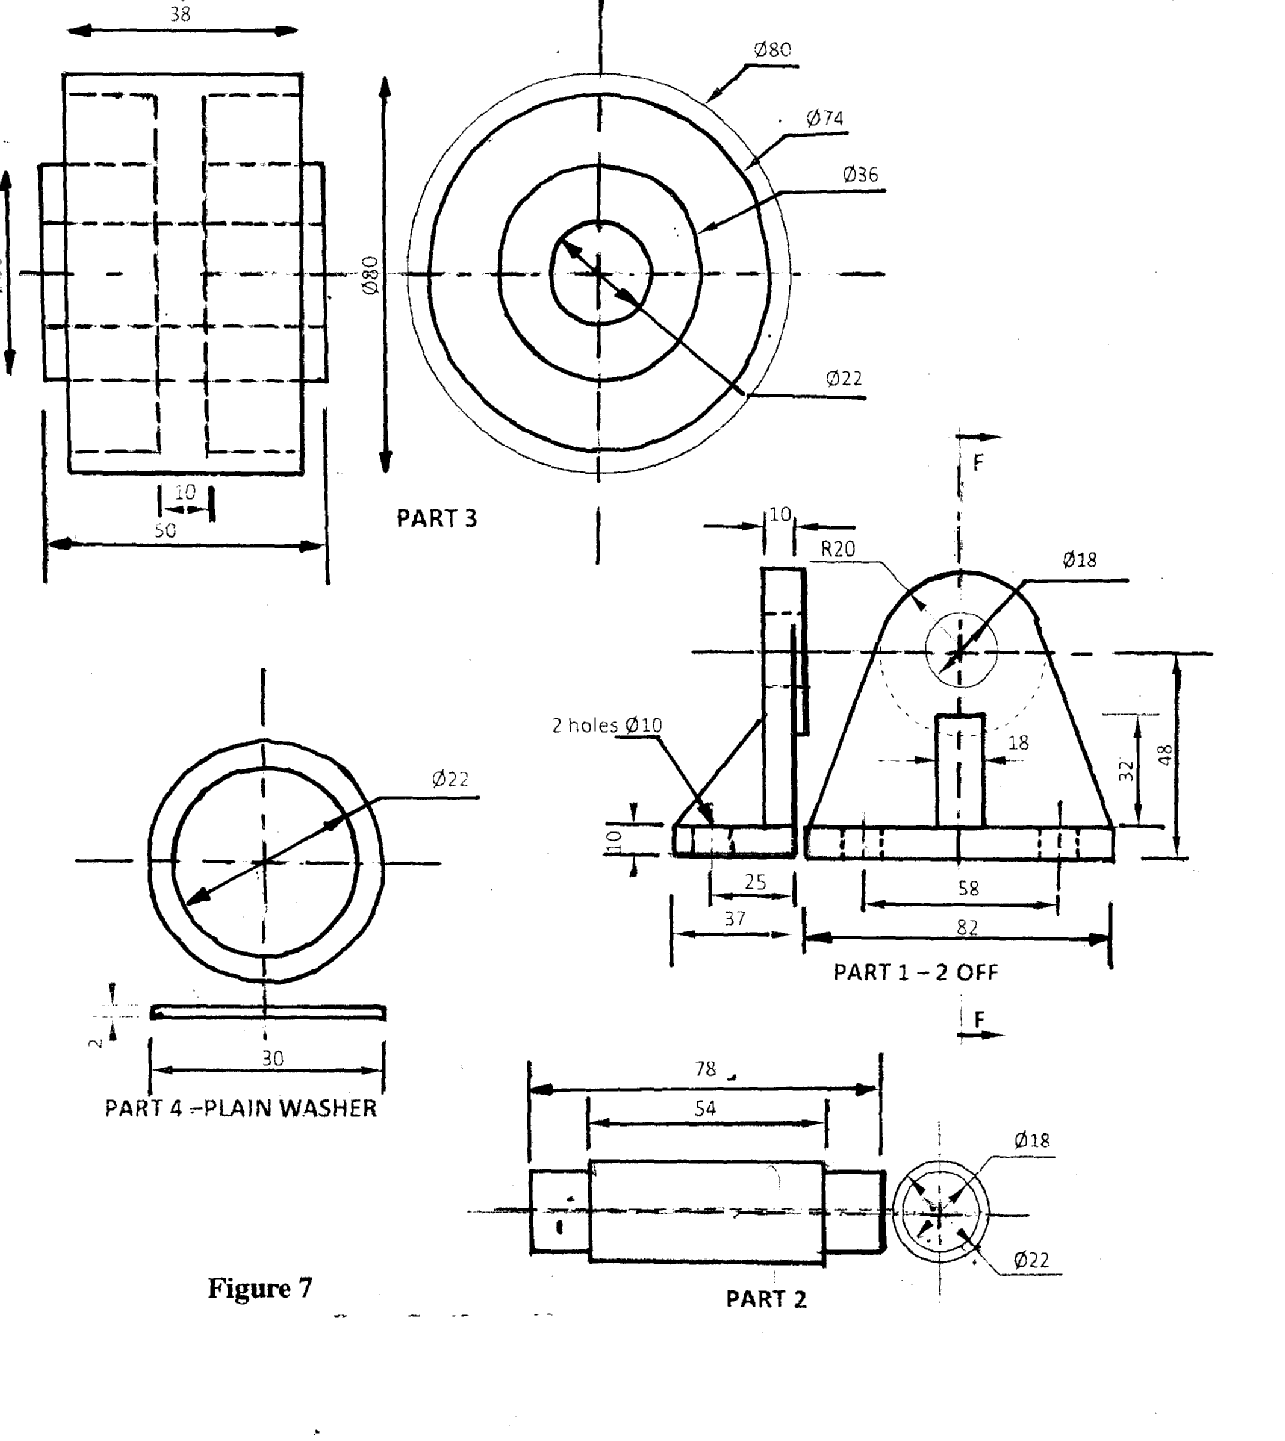 38
Ø80
Ø74
Ø36
Ø80
Ø22
10
50
PART 3
F
10
R20
Ø18
2 holes Ø10
18
32
48
10
25
37
58
82
PART 1 – 2 OFF
F
Ø22
2
30
PART 4 –PLAIN WASHER
78
54
Ø18
Ø22
PART 2
Figure 7